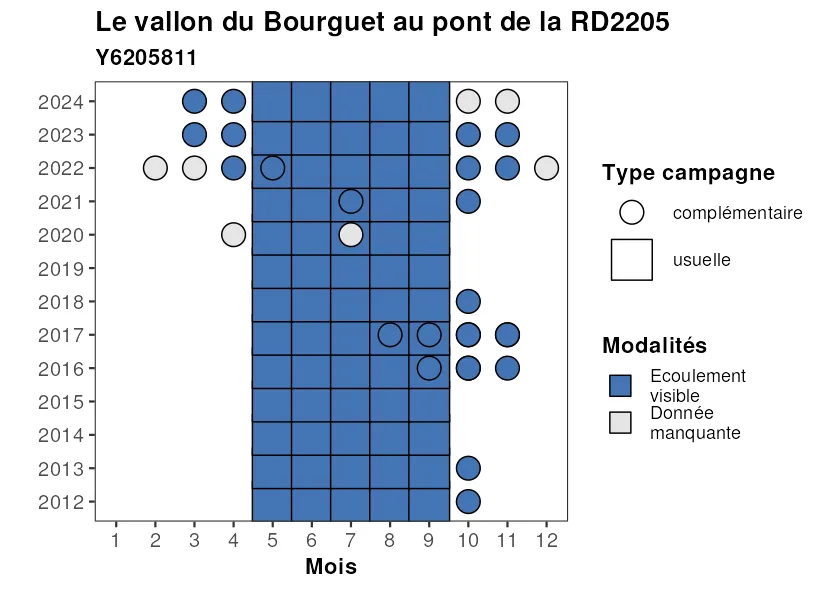 Le vallon du Bourguet au pont de la RD2205
Y6205811
2024
2023
2022
2021
2020
2019
2018
2017
2016
2015
2014
2013
2012
1 2 3 4 5 6 7 8 9 10 11 12
Mois
Type campagne
complémentaire
usuelle
Modalités
Ecoulement
visible
Donnée
manquante